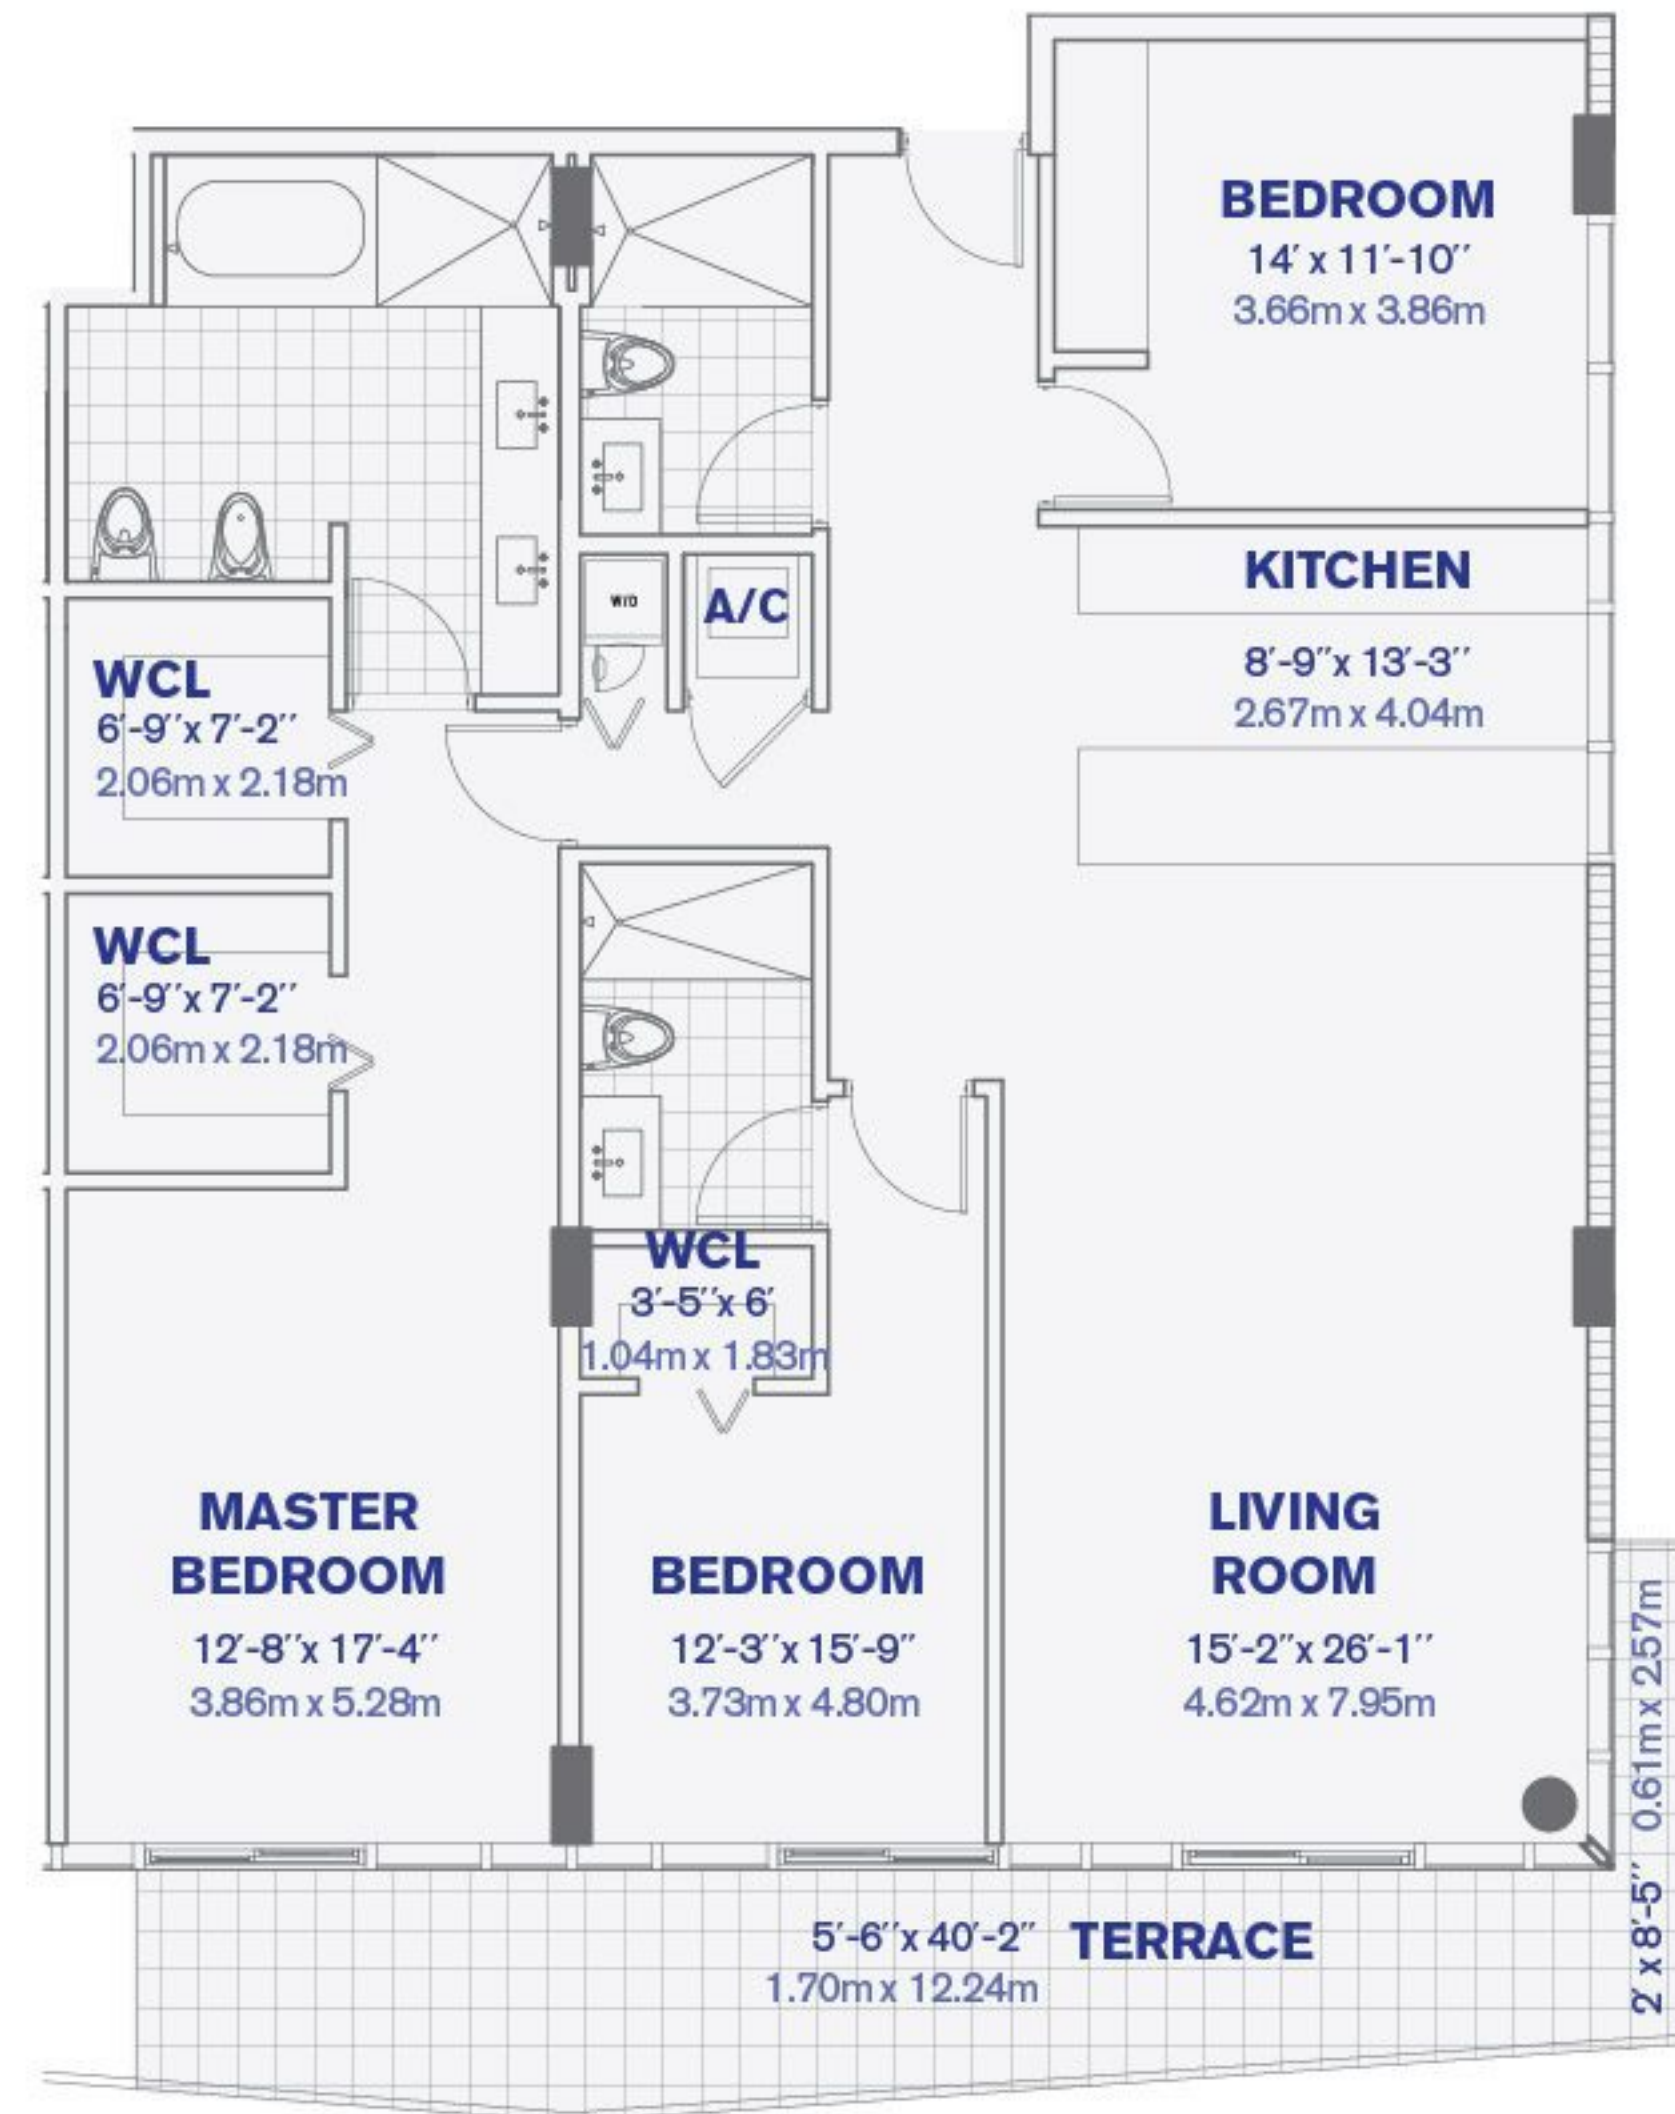 BEDROOM
14′ x 11′-10″
3.66m x 3.86m
KITCHEN
8′-9″x 13′-3″
2.67m x 4.04m
W/D
A/C
WCL
6′-9″x 7′-2″
2.06m x 2.18m
WCL
6′-9″x 7′-2″
2.06m x 2.18m
WCL
3′-5″x 6′
1.04m x 1.83m
MASTER
BEDROOM
12′-8″x 17′-4″
3.86m x 5.28m
BEDROOM
12′-3″x 15′-9″
3.73m x 4.80m
LIVING
ROOM
15′-2″x 26′-1″
4.62m x 7.95m
2′ x 8′-5″ 0.61m x 2.57m
5′-6″x 40′-2″ TERRACE
1.70m x 12.24m